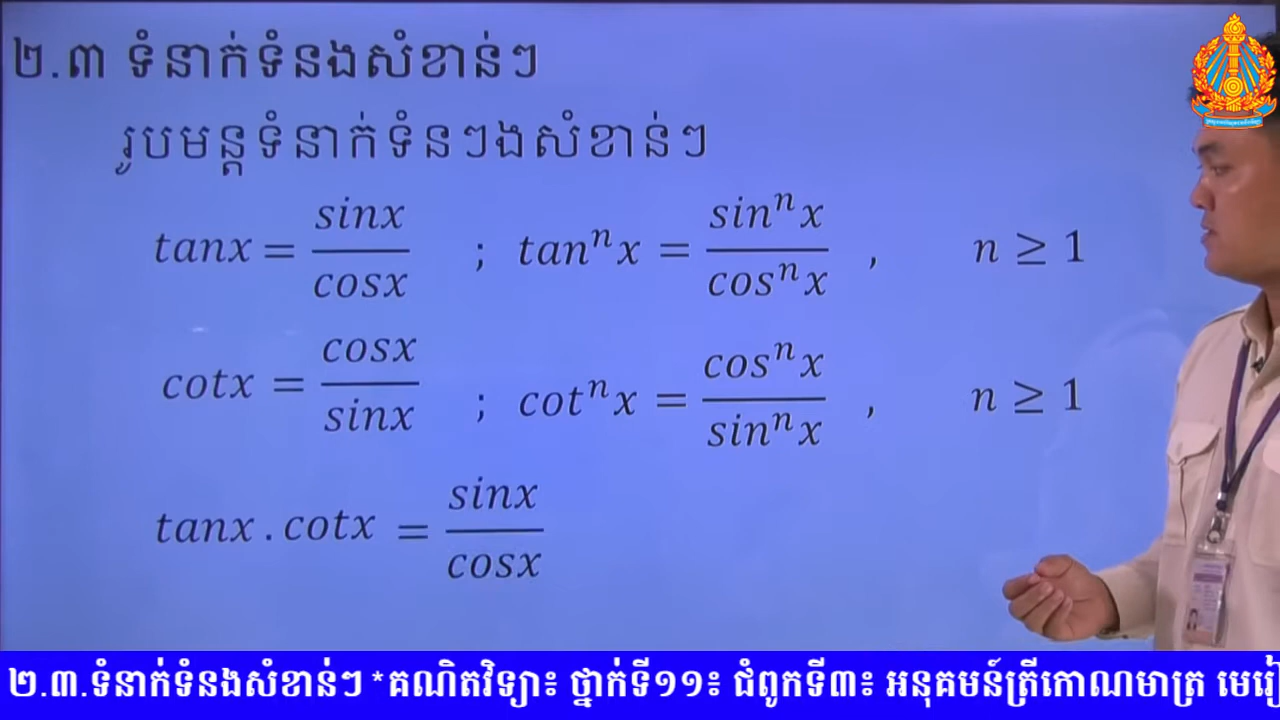 ២.៣ ទំនាក់ទំនងសំខាន់ៗ
រូបមន្តទំនាក់ទំនៗងសំខាន់ៗ
tanx = sinx/cosx ; tanⁿx = sinⁿx/cosⁿx , n ≥ 1
cotx = cosx/sinx ; cotⁿx = cosⁿx/sinⁿx , n ≥ 1
tanx . cotx = sinx/cosx
២.៣.ទំនាក់ទំនងសំខាន់ៗ *គណិតវិទ្យា៖ ថ្នាក់ទី១១៖ ជំពូកទី៣៖ អនុគមន៍ត្រីកោណមាត្រ មេរៀ